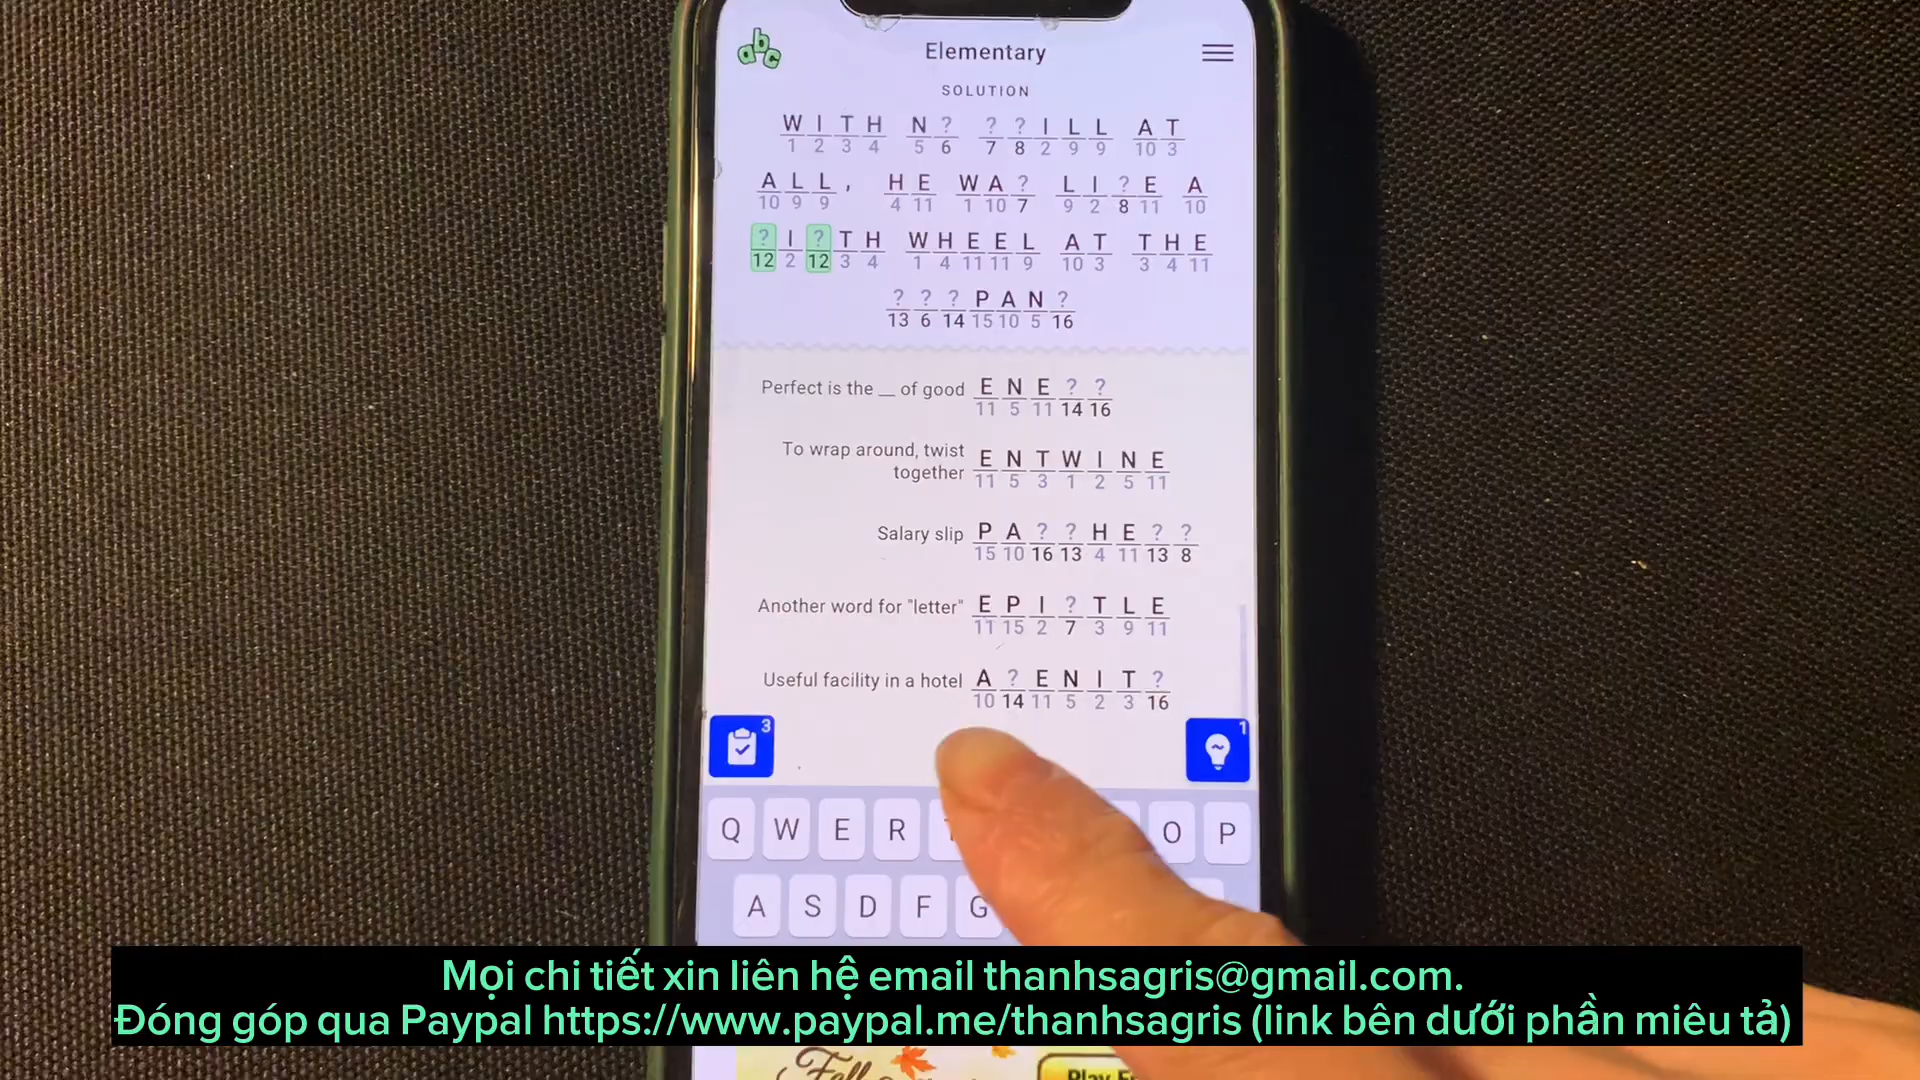 abc
Elementary
SOLUTION
W I T H N ? ? ? I L L A T
1 2 3 4 5 6 7 8 2 9 9 10 3
A L L , H E W A ? L I ? E A
10 9 9 4 11 1 10 7 9 2 8 11 10
? I ? T H W H E E L A T T H E
12 2 12 3 4 1 4 11 11 9 10 3 3 4 11
? ? ? P A N ?
13 6 14 15 10 5 16
Perfect is the __ of good E N E ? ?
11 5 11 14 16
To wrap around, twist
together E N T W I N E
11 5 3 1 2 5 11
Salary slip P A ? ? H E ? ?
15 10 16 13 4 11 13 8
Another word for "letter" E P I ? T L E
11 15 2 7 3 9 11
Useful facility in a hotel A ? E N I T ?
10 14 11 5 2 3 16
3 1
Q W E R O P
A S D F G
Mọi chi tiết xin liên hệ email thanhsagris@gmail.com.
Đóng góp qua Paypal https://www.paypal.me/thanhsagris (link bên dưới phần miêu tả)
Fall
Play